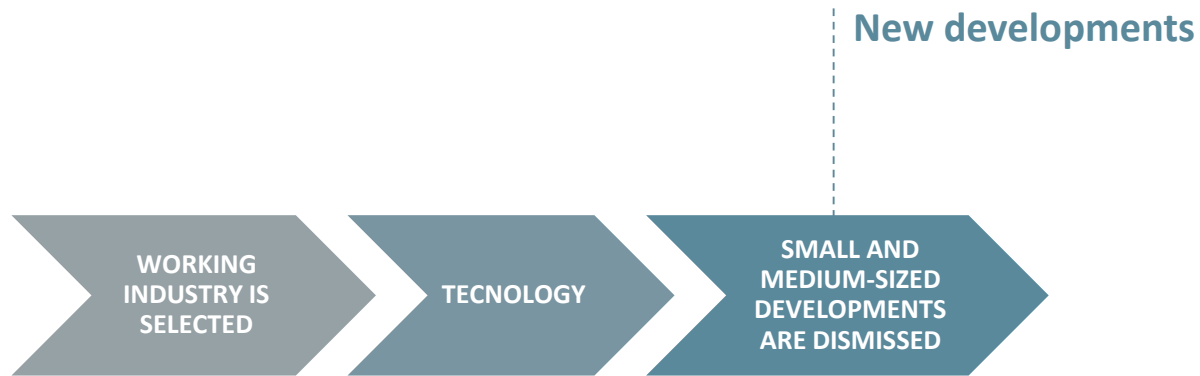 New developments
WORKING
INDUSTRY IS
SELECTED
TECNOLOGY
SMALL AND
MEDIUM-SIZED
DEVELOPMENTS
ARE DISMISSED